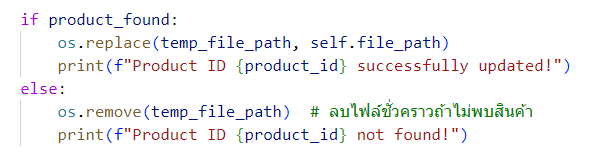 if product_found:
    os.replace(temp_file_path, self.file_path)
    print(f"Product ID {product_id} successfully updated!")
else:
    os.remove(temp_file_path)  # ลบไฟล์ชั่วคราวถ้าไม่พบสินค้า
    print(f"Product ID {product_id} not found!")